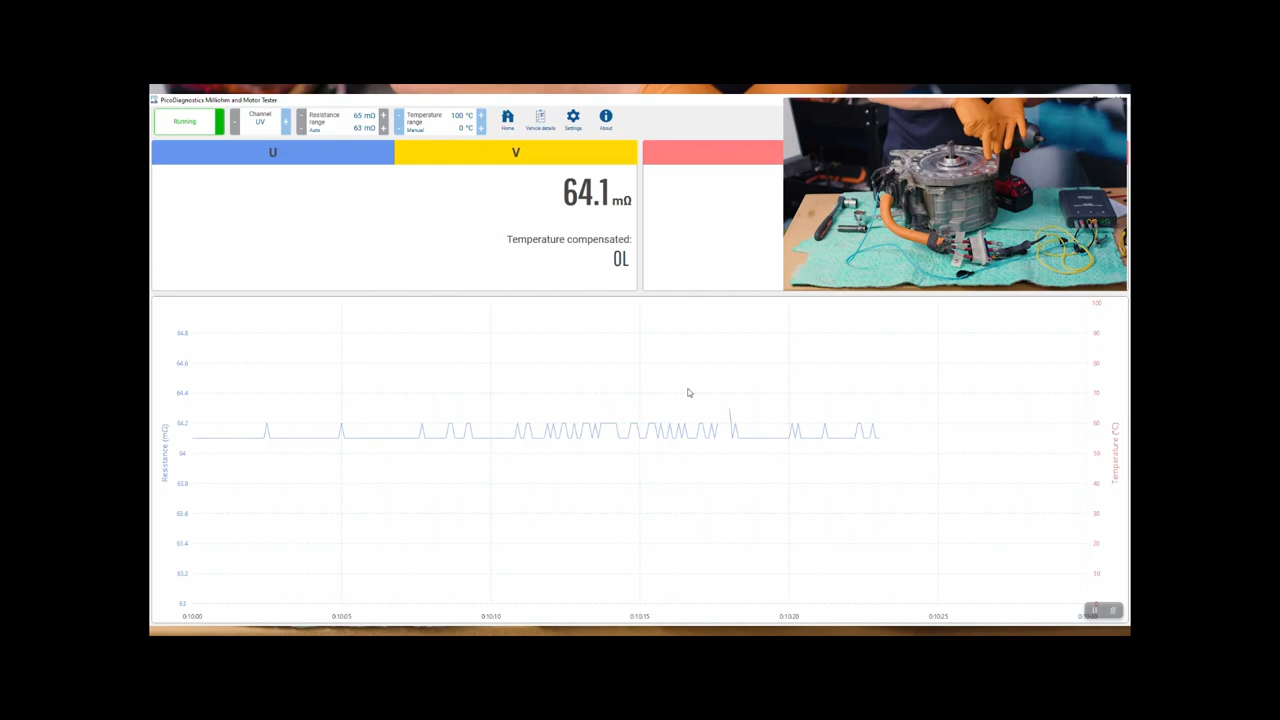 PicoDiagnostics Milliohm and Motor Tester
Running
Channel
UV
- +
Resistance range
Auto
65 mΩ
63 mΩ
- +
- +
Temperature range
Manual
100 °C
0 °C
- +
- +
Home
Vehicle details
Settings
About
U
V
64.1 mΩ
Temperature compensated:
OL
Resistance (mΩ)
64.8
64.6
64.4
64.2
64
63.8
63.6
63.4
63.2
63
0:10:00
0:10:05
0:10:10
0:10:15
0:10:20
0:10:25
100
90
80
70
60
50
40
30
20
10
Temperature (°C)